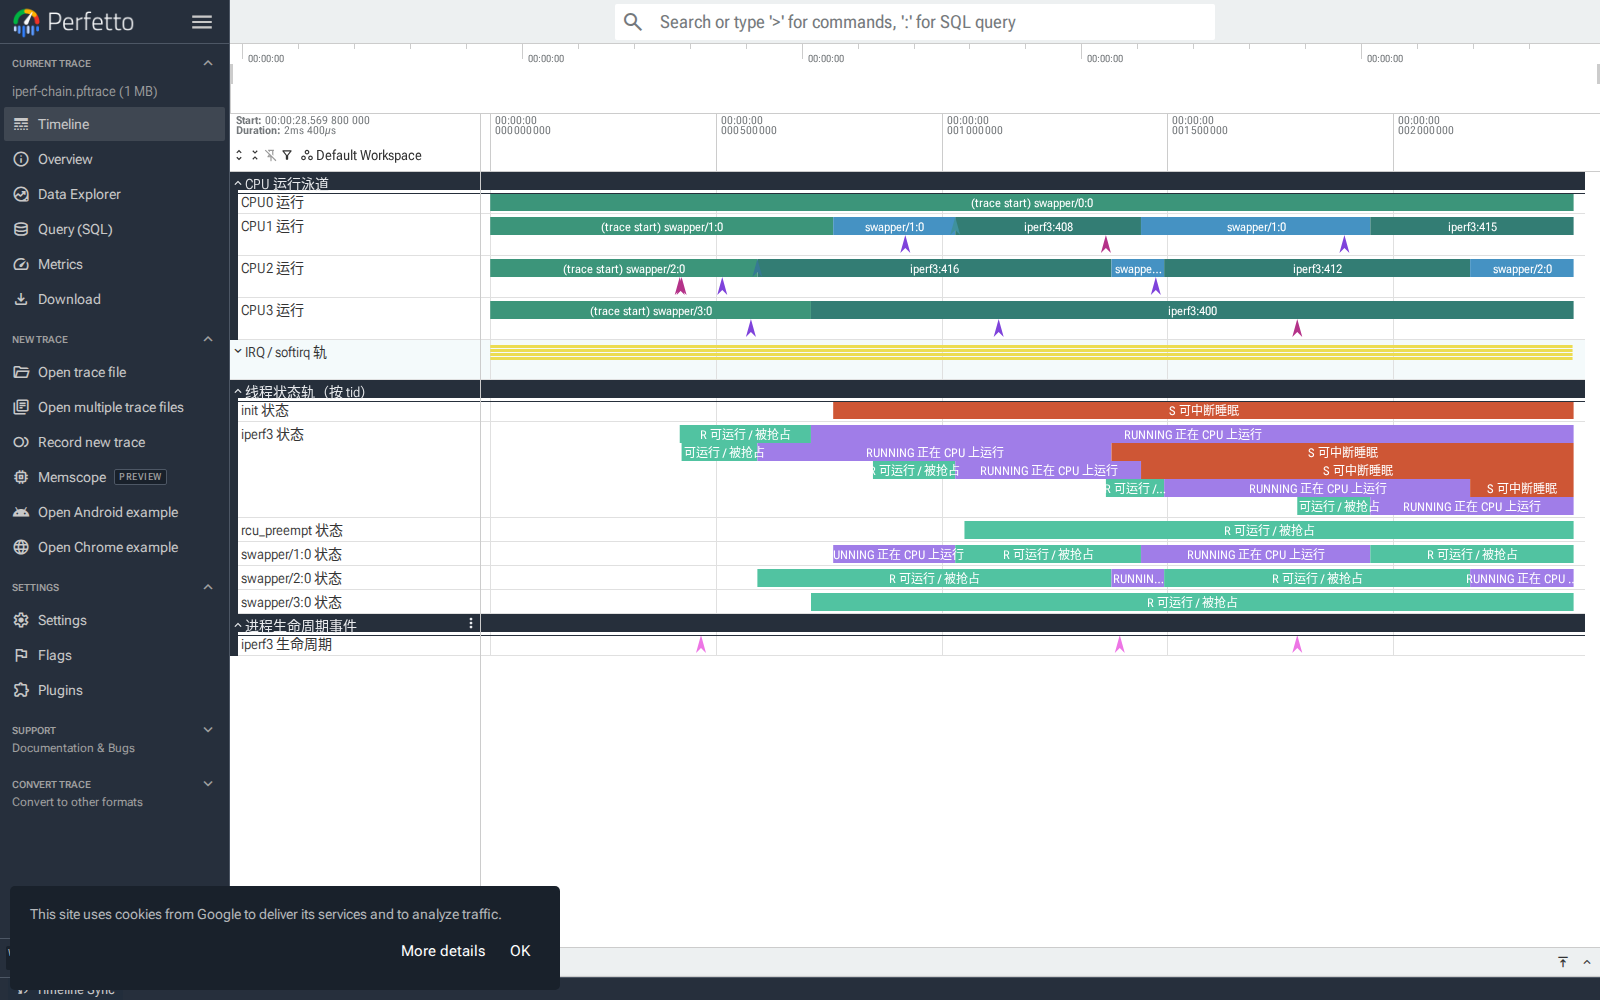 Perfetto
Search or type '>' for commands, ':' for SQL query
CURRENT TRACE
iperf-chain.pftrace (1 MB)
Timeline
Overview
Data Explorer
Query (SQL)
Metrics
Download
NEW TRACE
Open trace file
Open multiple trace files
Record new trace
Memscope PREVIEW
Open Android example
Open Chrome example
SETTINGS
Settings
Flags
Plugins
SUPPORT
Documentation & Bugs
CONVERT TRACE
Convert to other formats
00:00:00 00:00:00 00:00:00 00:00:00 00:00:00
Start: 00:00:28.569 800 000
Duration: 2ms 400µs
00:00:00 00:00:00 00:00:00 00:00:00 00:00:00
000000000 000500000 001000000 001500000 002000000
Default Workspace
CPU 运行泳道
CPU0 运行 (trace start) swapper/0:0
CPU1 运行 (trace start) swapper/1:0 swapper/1:0 iperf3:408 swapper/1:0 iperf3:415
CPU2 运行 (trace start) swapper/2:0 iperf3:416 swappe... iperf3:412 swapper/2:0
CPU3 运行 (trace start) swapper/3:0 iperf3:400
IRQ / softirq 轨
线程状态轨（按 tid）
init 状态 S 可中断睡眠
iperf3 状态 R 可运行 / 被抢占 RUNNING 正在 CPU 上运行
可运行 / 被抢占 RUNNING 正在 CPU 上运行 S 可中断睡眠
R 可运行 / 被抢占 RUNNING 正在 CPU 上运行 S 可中断睡眠
R 可运行 /... RUNNING 正在 CPU 上运行 S 可中断睡眠
可运行 / 被抢占 RUNNING 正在 CPU 上运行
rcu_preempt 状态 R 可运行 / 被抢占
swapper/1:0 状态 UNNING 正在 CPU 上运行 R 可运行 / 被抢占 RUNNING 正在 CPU 上运行 R 可运行 / 被抢占
swapper/2:0 状态 R 可运行 / 被抢占 RUNNIN... R 可运行 / 被抢占 RUNNING 正在 CPU ..
swapper/3:0 状态 R 可运行 / 被抢占
进程生命周期事件
iperf3 生命周期
This site uses cookies from Google to deliver its services and to analyze traffic.
More details OK
Timeline Sync